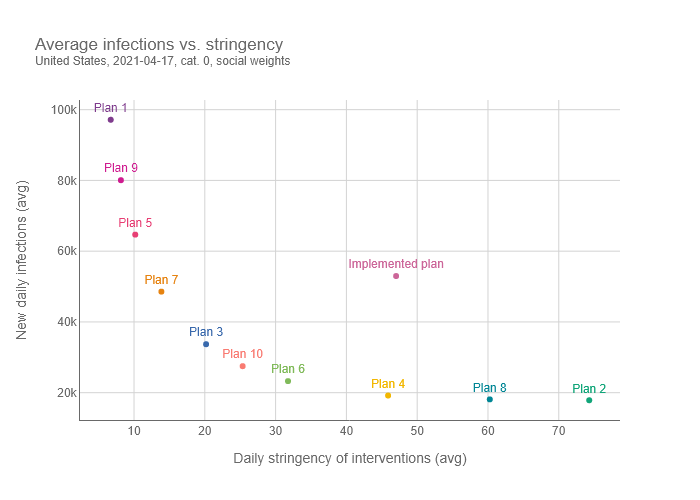 Average infections vs. stringency
United States, 2021-04-17, cat. 0, social weights
New daily infections (avg)
100k
80k
60k
40k
20k
Plan 1
Plan 9
Plan 5
Implemented plan
Plan 7
Plan 3
Plan 10
Plan 6
Plan 4
Plan 8
Plan 2
10
20
30
40
50
60
70
Daily stringency of interventions (avg)